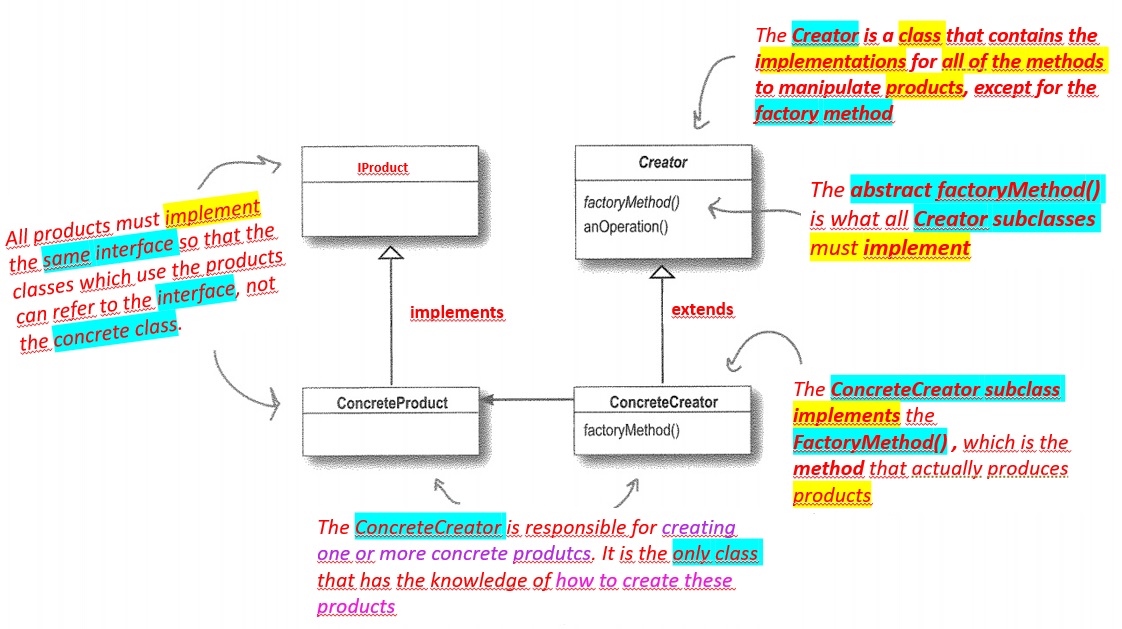 The Creator is a class that contains the
implementations for all of the methods
to manipulate products, except for the
factory method
IProduct
Creator
factoryMethod()
anOperation()
The abstract factoryMethod()
is what all Creator subclasses
must implement
All products must implement
the same interface so that the
classes which use the products
can refer to the interface, not
the concrete class.
implements
extends
ConcreteProduct
ConcreteCreator
factoryMethod()
The ConcreteCreator subclass
implements the
FactoryMethod() , which is the
method that actually produces
products
The ConcreteCreator is responsible for creating
one or more concrete produtcs. It is the only class
that has the knowledge of how to create these
products